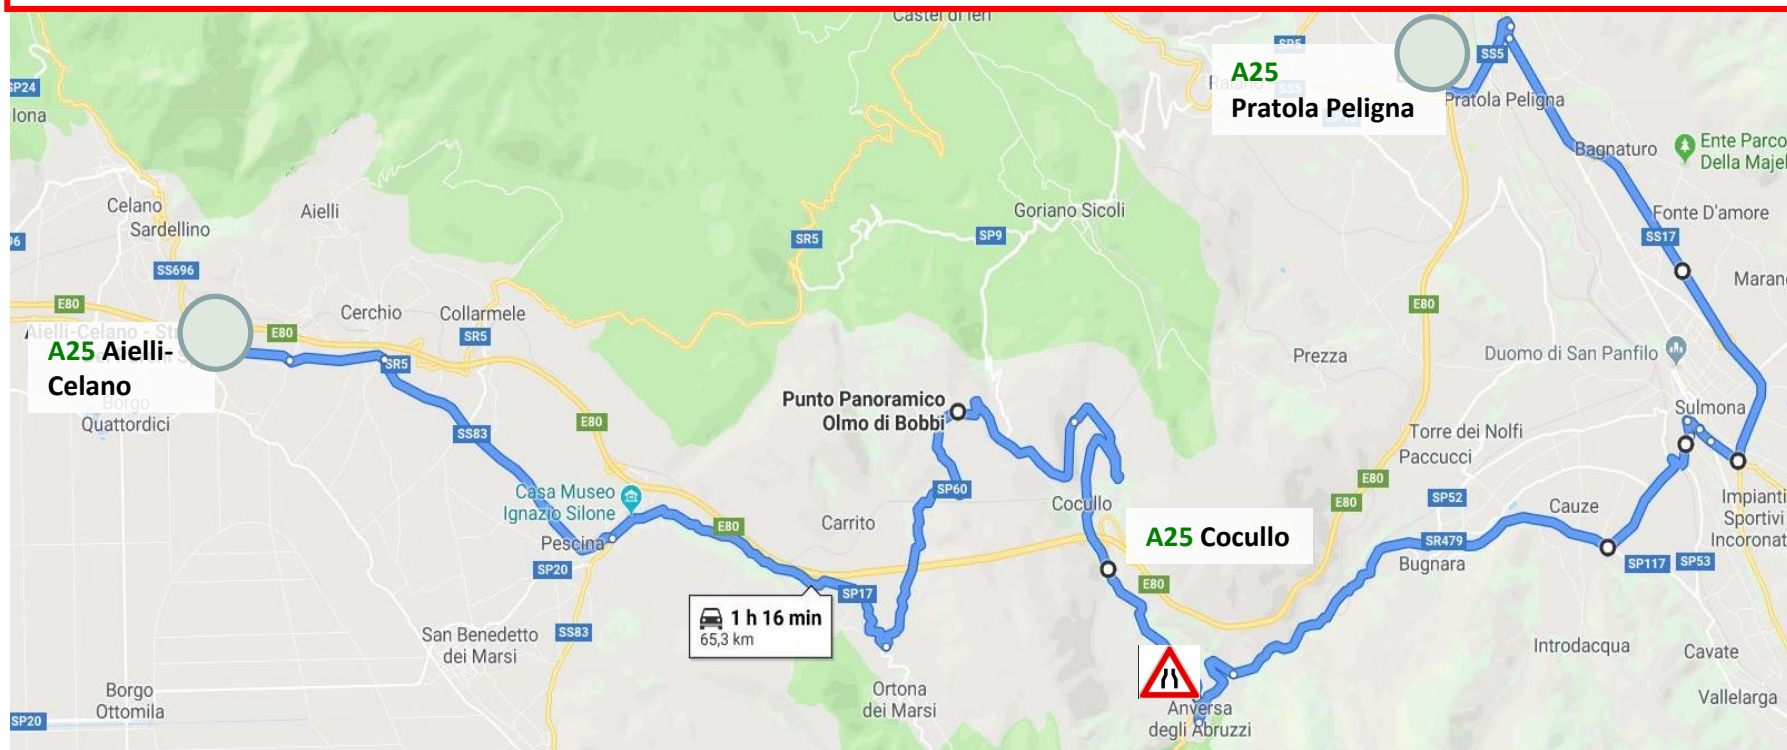 Castel di Ieri
SP24
SR5
A25
Pratola Peligna
SS5
Pratola Peligna
Bagnaturo
Ente Parco
Della Majel
Celano
Sardellino
Aielli
Goriano Sicoli
Fonte D'amore
SS696
SR5
SP9
SS17
Maran
E80
E80
E80
Cerchio
Collarmele
SR5
A25 Aielli-
Celano
SR5
Prezza
Duomo di San Panfilo
Borgo
Quattordici
Punto Panoramico
Olmo di Bobbi
Sulmona
SS83
E80
Torre dei Nolfi
Paccucci
Casa Museo
Ignazio Silone
SP60
E80
E80
SP52
Cocullo
Cauze
Impianti
Sportivi
Incoronat
E80
Carrito
A25 Cocullo
Pescina
SR479
Bugnara
SP117
SP53
SP20
SP17
E80
1 h 16 min
65,3 km
San Benedetto
dei Marsi
SS83
Introdacqua
Cavate
Borgo
Ottomila
Ortona
dei Marsi
Vallelarga
SP20
Anversa
degli Abruzzi